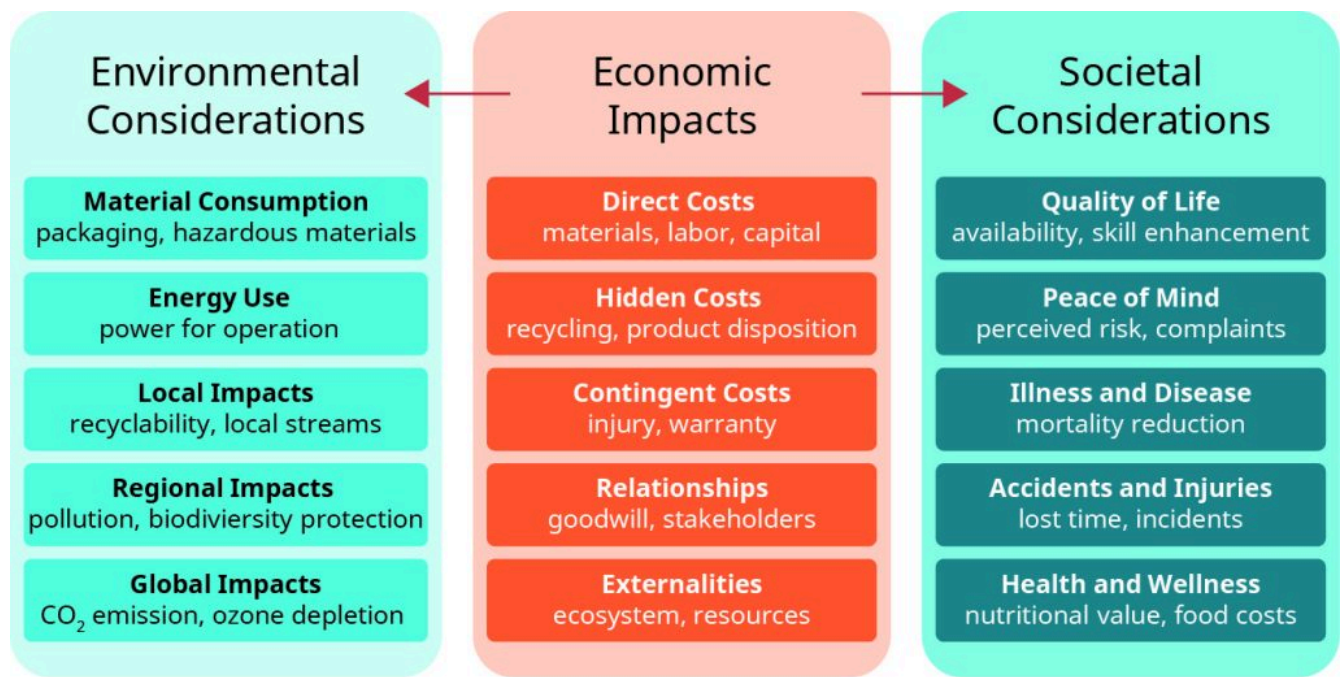 Environmental
Considerations
Material Consumption
packaging, hazardous materials
Energy Use
power for operation
Local Impacts
recyclability, local streams
Regional Impacts
pollution, biodiviersity protection
Global Impacts
CO₂ emission, ozone depletion
Economic
Impacts
Direct Costs
materials, labor, capital
Hidden Costs
recycling, product disposition
Contingent Costs
injury, warranty
Relationships
goodwill, stakeholders
Externalities
ecosystem, resources
Societal
Considerations
Quality of Life
availability, skill enhancement
Peace of Mind
perceived risk, complaints
Illness and Disease
mortality reduction
Accidents and Injuries
lost time, incidents
Health and Wellness
nutritional value, food costs